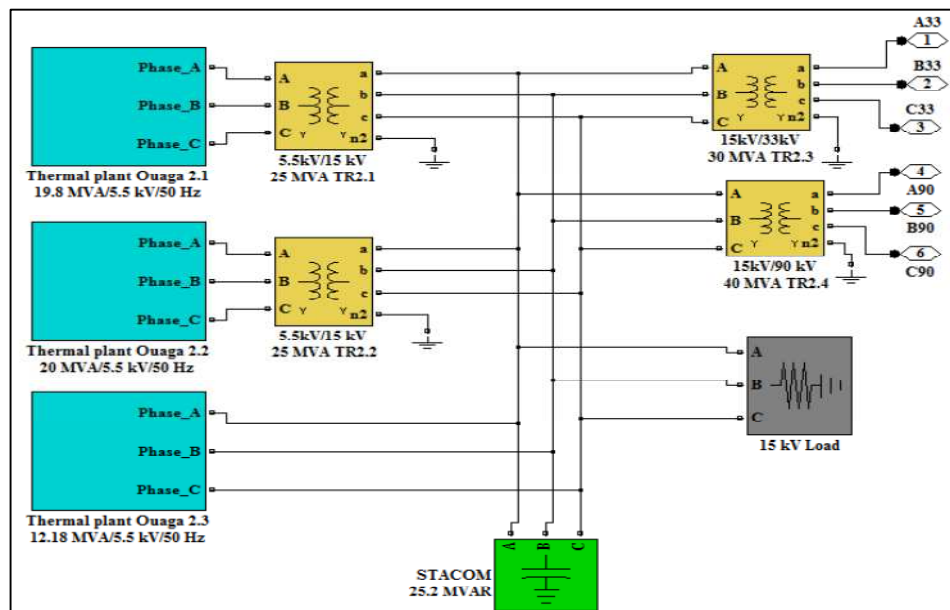 Phase_A
Phase_B
Phase_C
Thermal plant Ouaga 2.1
19.8 MVA/5.5 kV/50 Hz
A
B
C
a
b
c
n2
Y Y
5.5kV/15 kV
25 MVA TR2.1
A
B
C
a
b
c
n2
Y Y
15kV/33kV
30 MVA TR2.3
A33
1
B33
2
C33
3
4
A90
5
B90
6
C90
A
B
C
a
b
c
n2
Y Y
15kV/90 kV
40 MVA TR2.4
Phase_A
Phase_B
Phase_C
Thermal plant Ouaga 2.2
20 MVA/5.5 kV/50 Hz
A
B
C
a
b
c
n2
Y Y
5.5kV/15 kV
25 MVA TR2.2
Phase_A
Phase_B
Phase_C
Thermal plant Ouaga 2.3
12.18 MVA/5.5 kV/50 Hz
A
B
C
15 kV Load
A
B
C
STACOM
25.2 MVAR